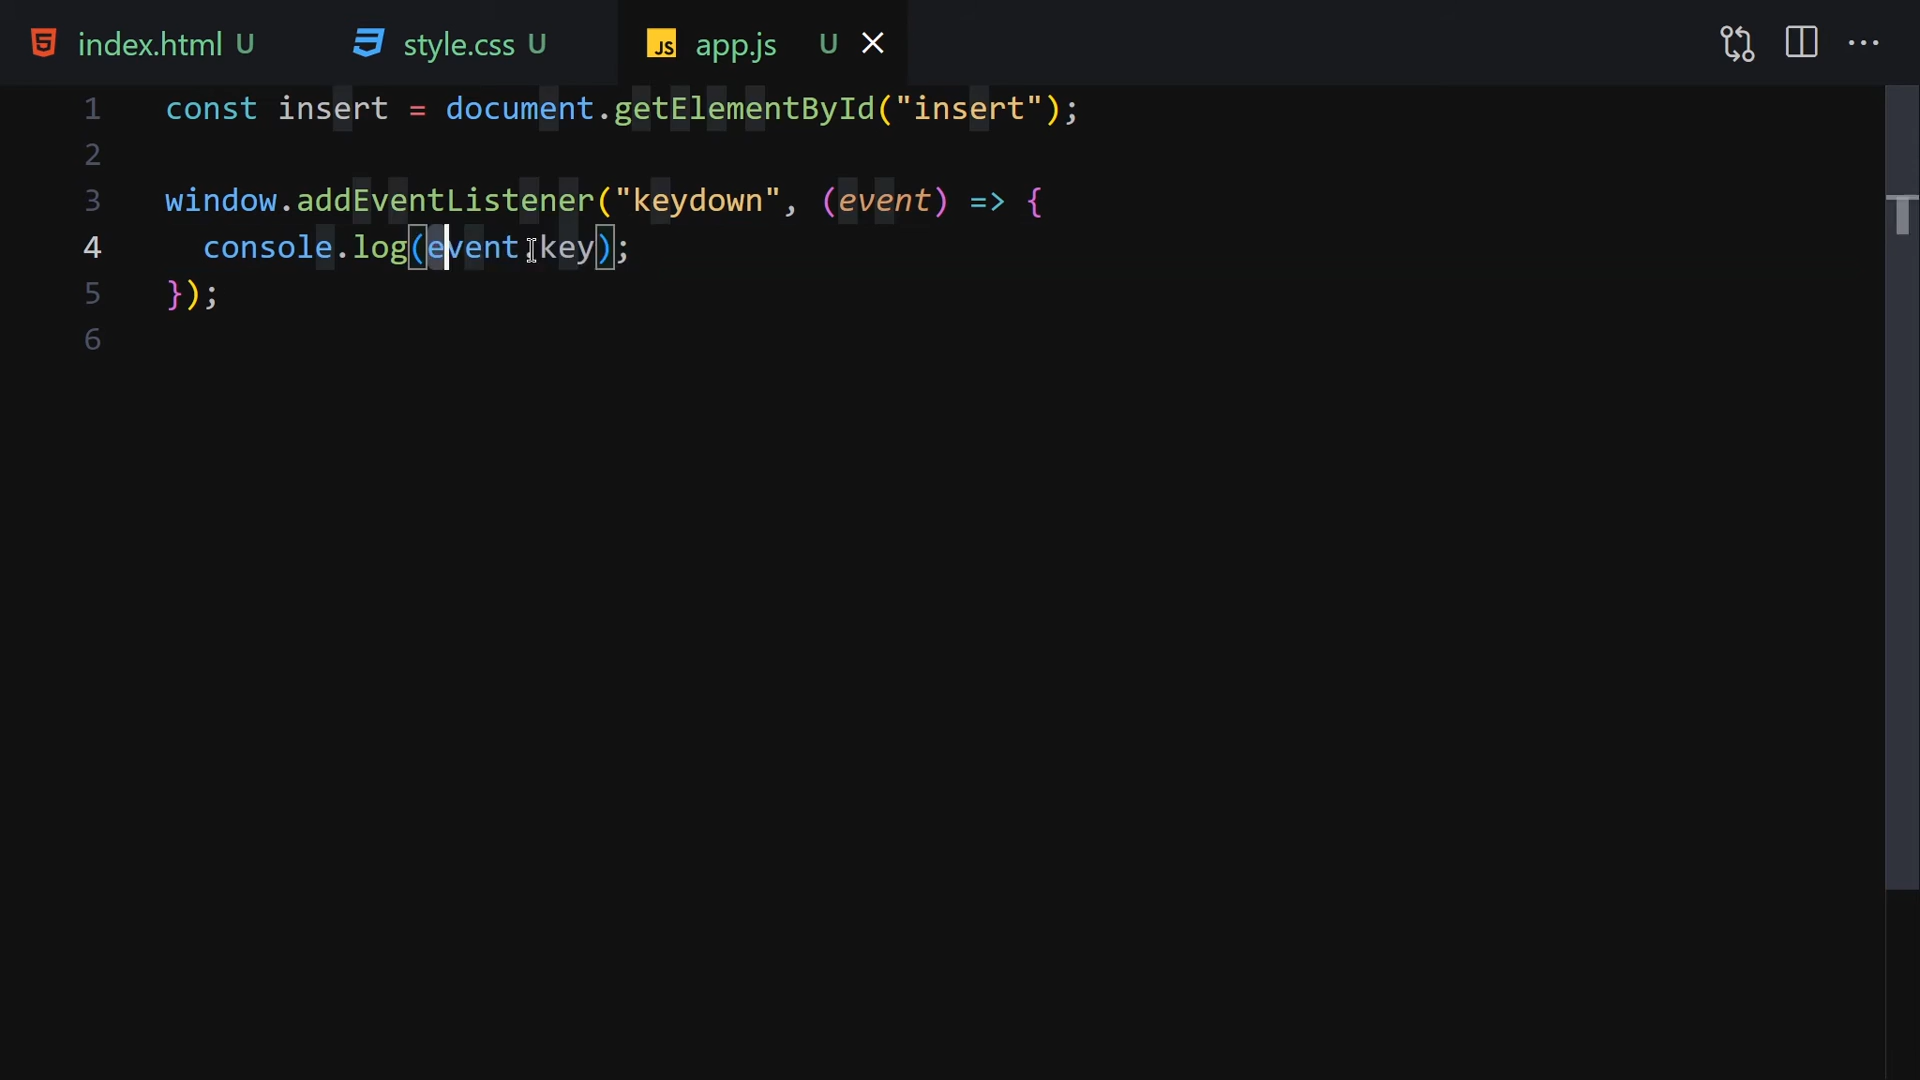 index.html U
style.css U
JS app.js U
1 const insert = document.getElementById("insert");
2
3 window.addEventListener("keydown", (event) => {
4 console.log(event.key);
5 });
6